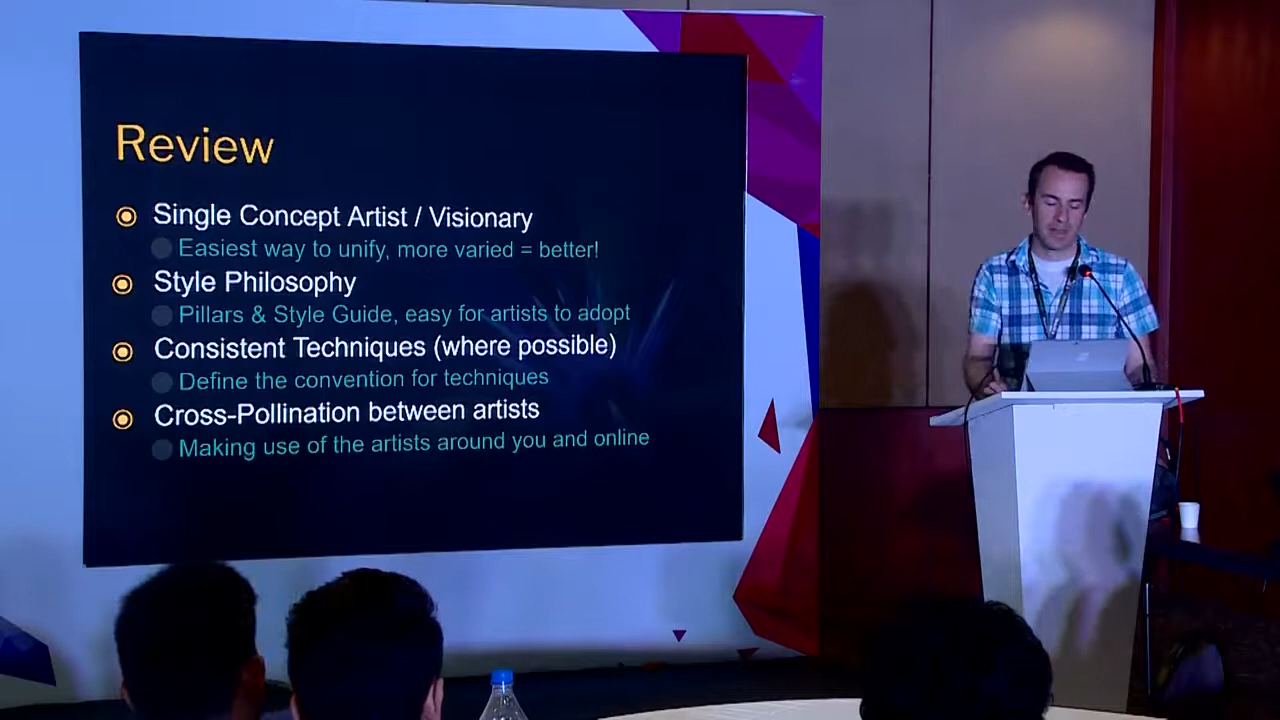 Review
Single Concept Artist / Visionary
Easiest way to unify, more varied = better!
Style Philosophy
Pillars & Style Guide, easy for artists to adopt
Consistent Techniques (where possible)
Define the convention for techniques
Cross-Pollination between artists
Making use of the artists around you and online